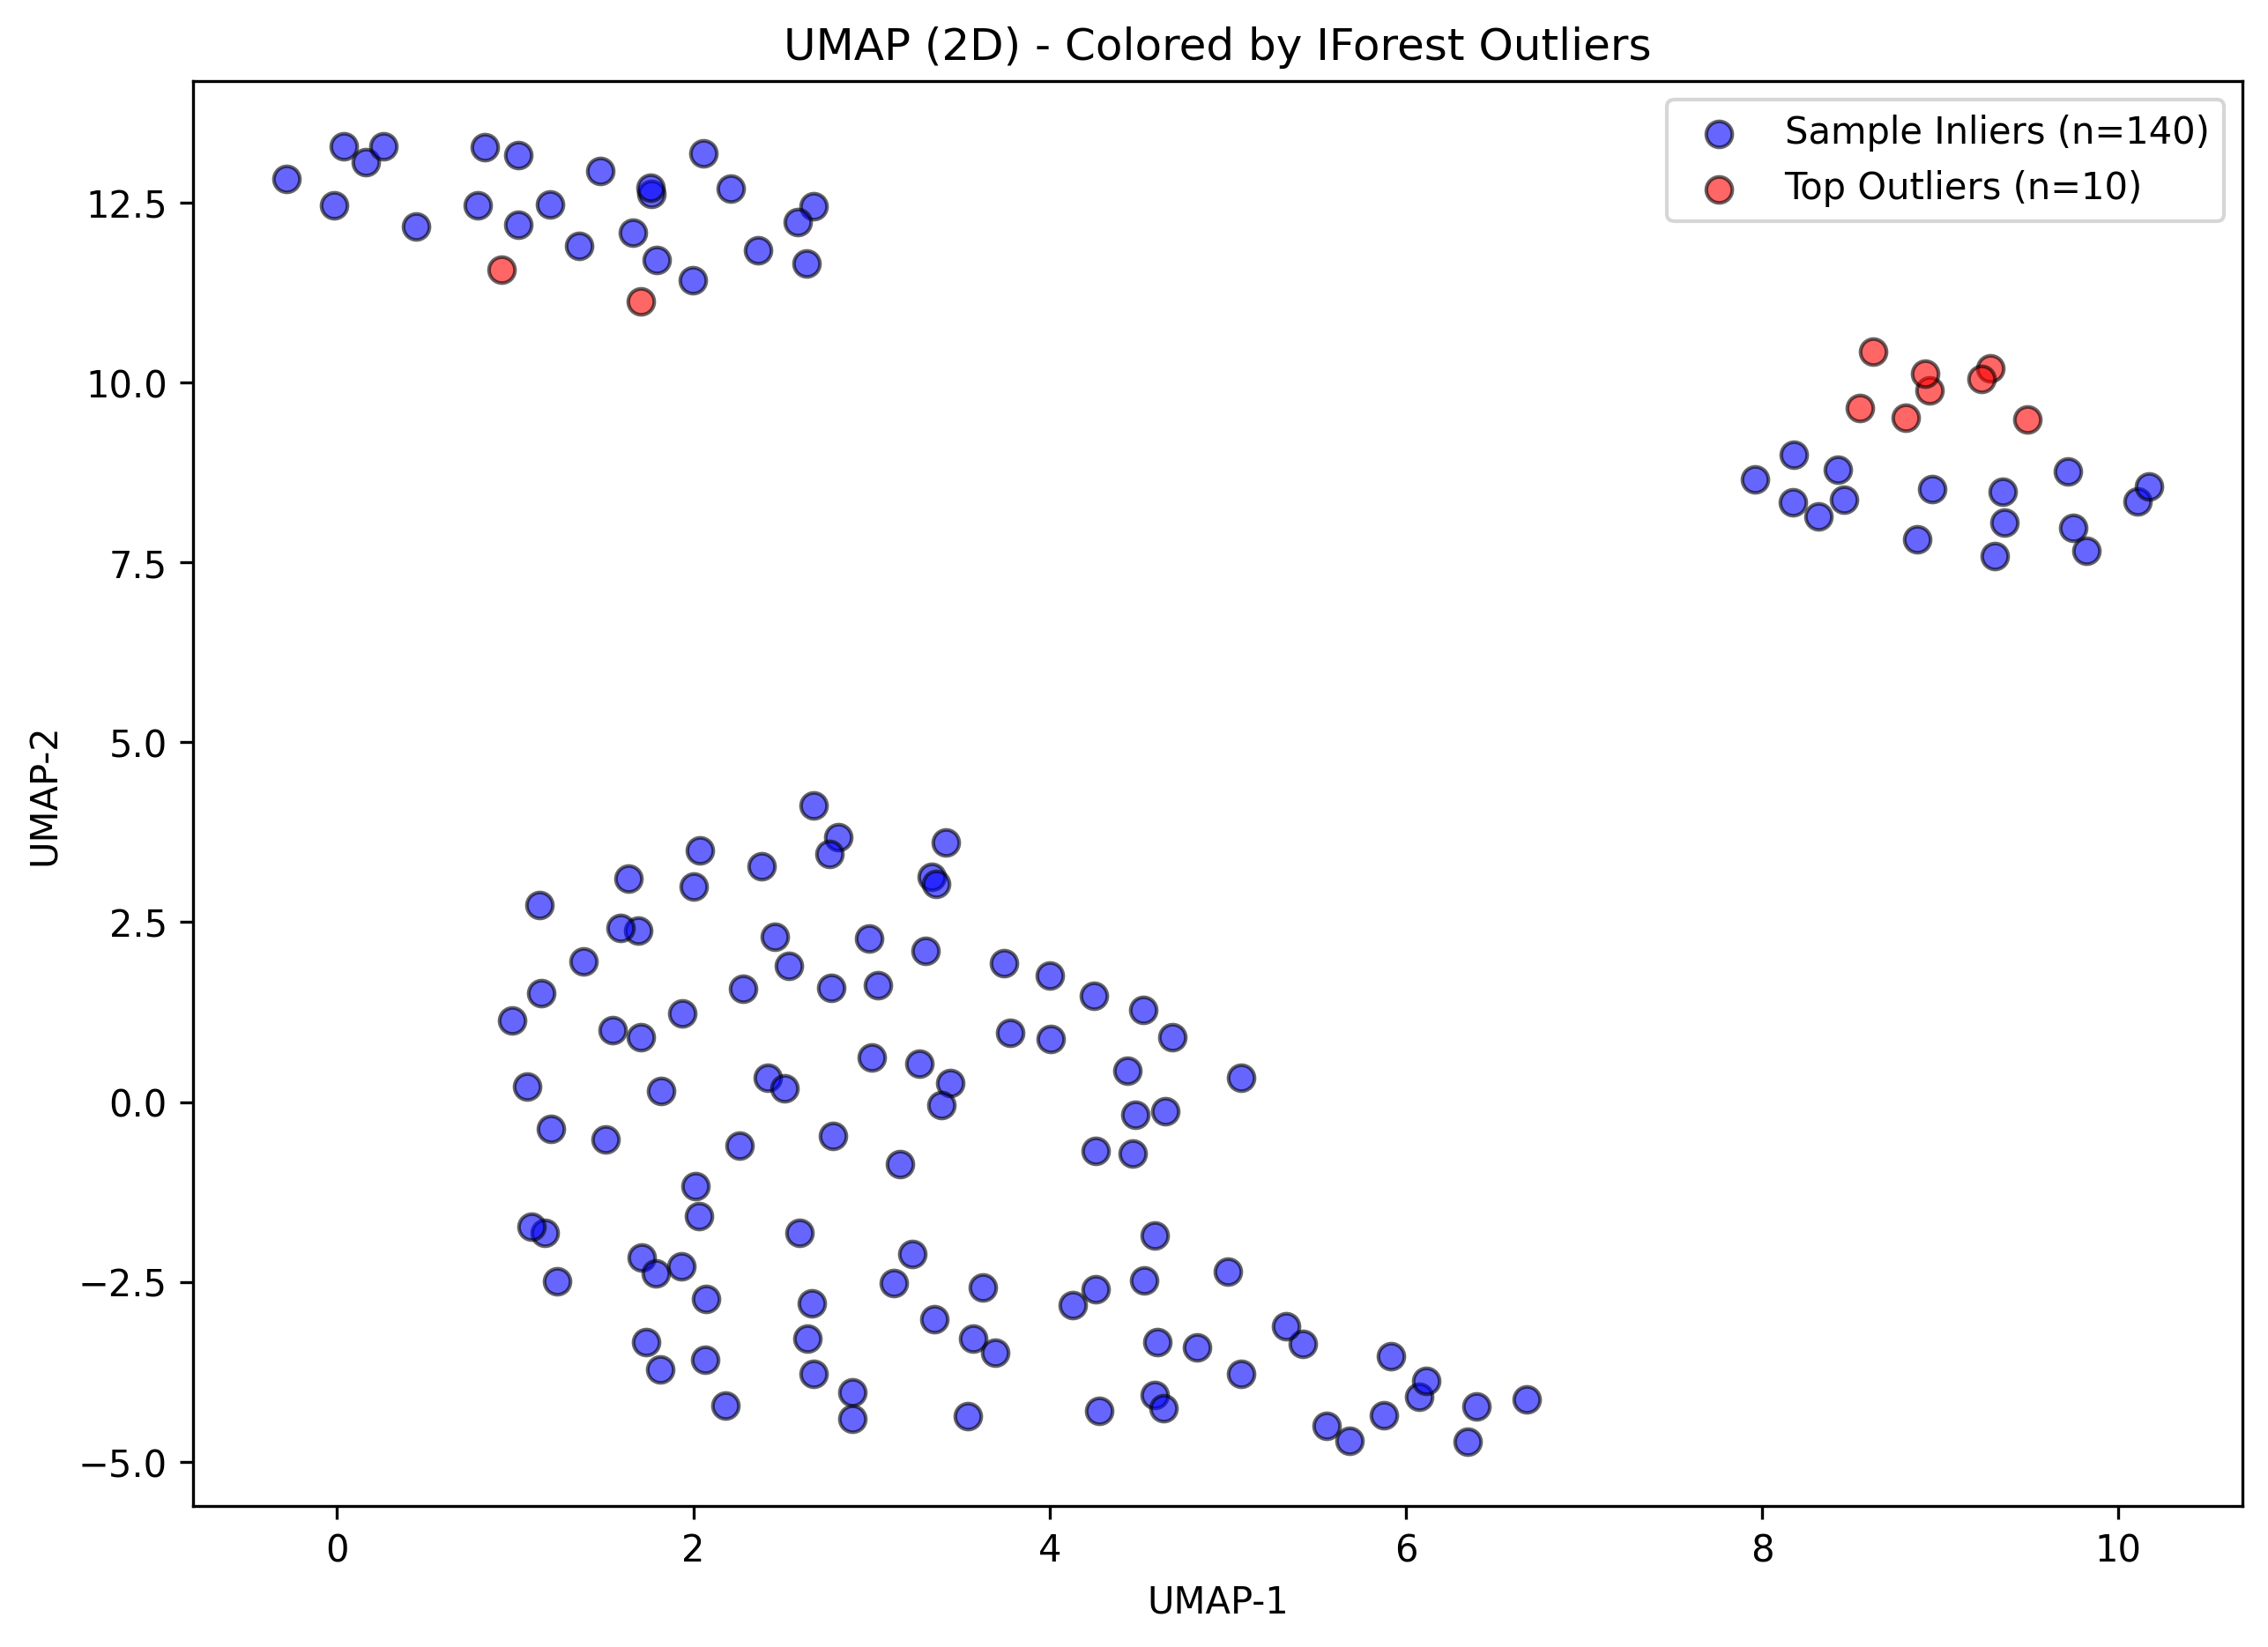 UMAP (2D) - Colored by IForest Outliers
Sample Inliers (n=140)
Top Outliers (n=10)
12.5
10.0
7.5
5.0
2.5
0.0
−2.5
−5.0
UMAP-2
0 2 4 6 8 10
UMAP-1